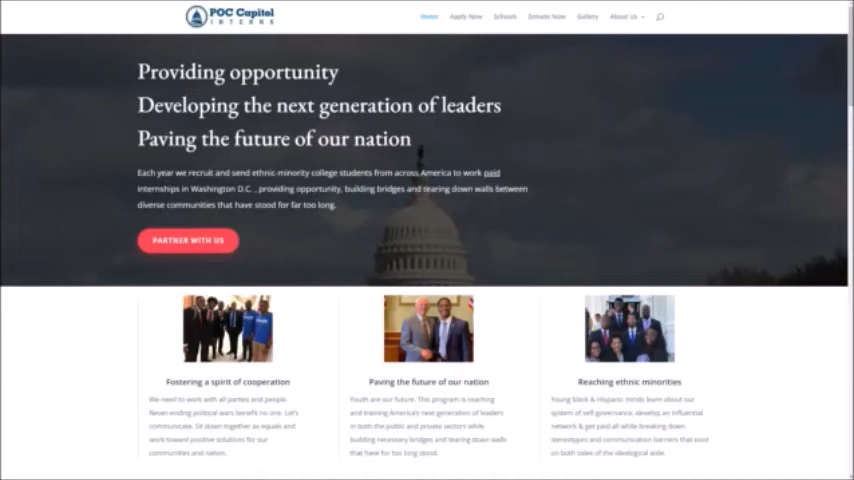 POC Capitol
INTERNS
Home Apply Now Schools Donate Now Gallery About Us
Providing opportunity
Developing the next generation of leaders
Paving the future of our nation
Each year we recruit and send ethnic-minority college students from across America to work paid
internships in Washington D.C. , providing opportunity, building bridges and tearing down walls between
diverse communities that have stood for far too long.
PARTNER WITH US
Fostering a spirit of cooperation
We need to work with all parties and people.
Never-ending political wars benefit no one. Let's
communicate. Sit down together as equals and
work toward positive solutions for our
communities and nation.
Paving the future of our nation
Youth are our future. This program is reaching
and training America's next generation of leaders
in both the public and private sectors while
building necessary bridges and tearing down walls
that have for too long stood.
Reaching ethnic minorities
Young black & Hispanic minds learn about our
system of self-governance, develop an influential
network & get paid all while breaking down
stereotypes and communication barriers that exist
on both sides of the ideological aisle.